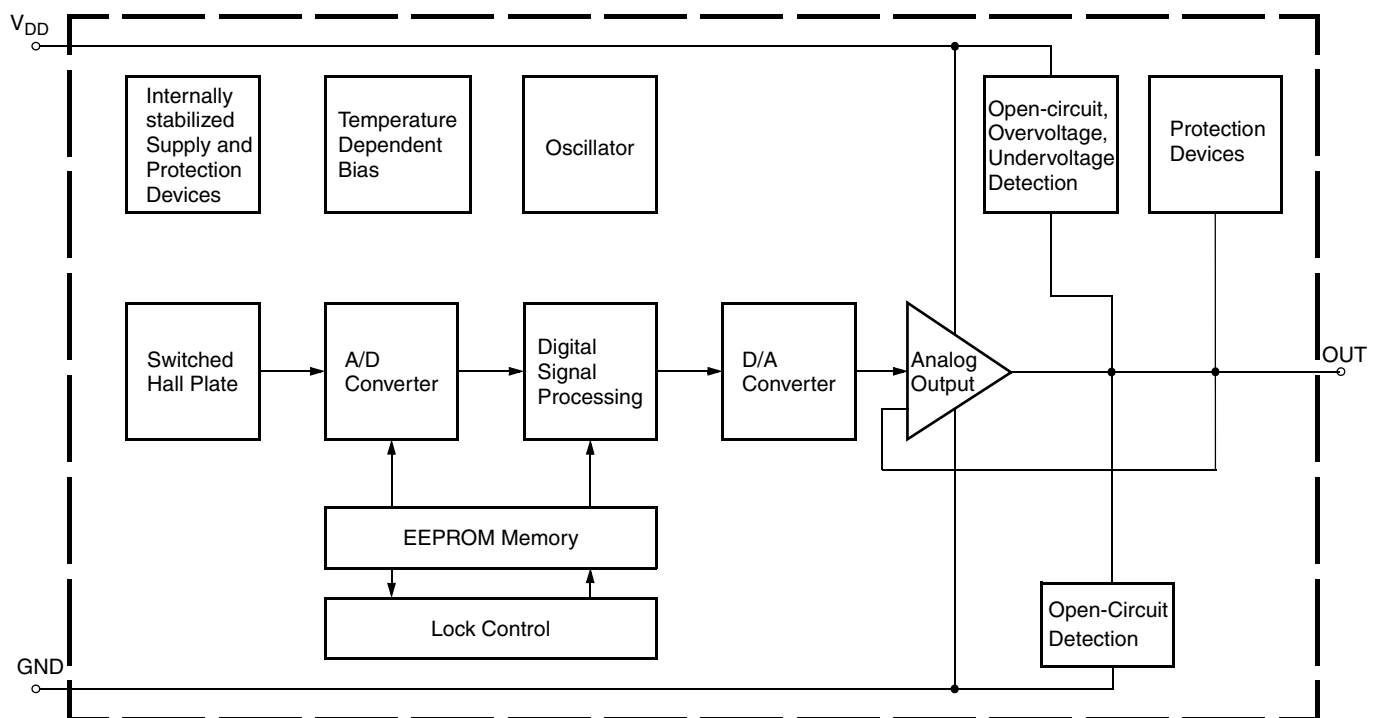 VDD
Internally
stabilized
Supply and
Protection
Devices
Temperature
Dependent
Bias
Oscillator
Open-circuit,
Overvoltage,
Undervoltage
Detection
Protection
Devices
Switched
Hall Plate
A/D
Converter
Digital
Signal
Processing
D/A
Converter
Analog
Output
OUT
EEPROM Memory
Lock Control
Open-Circuit
Detection
GND